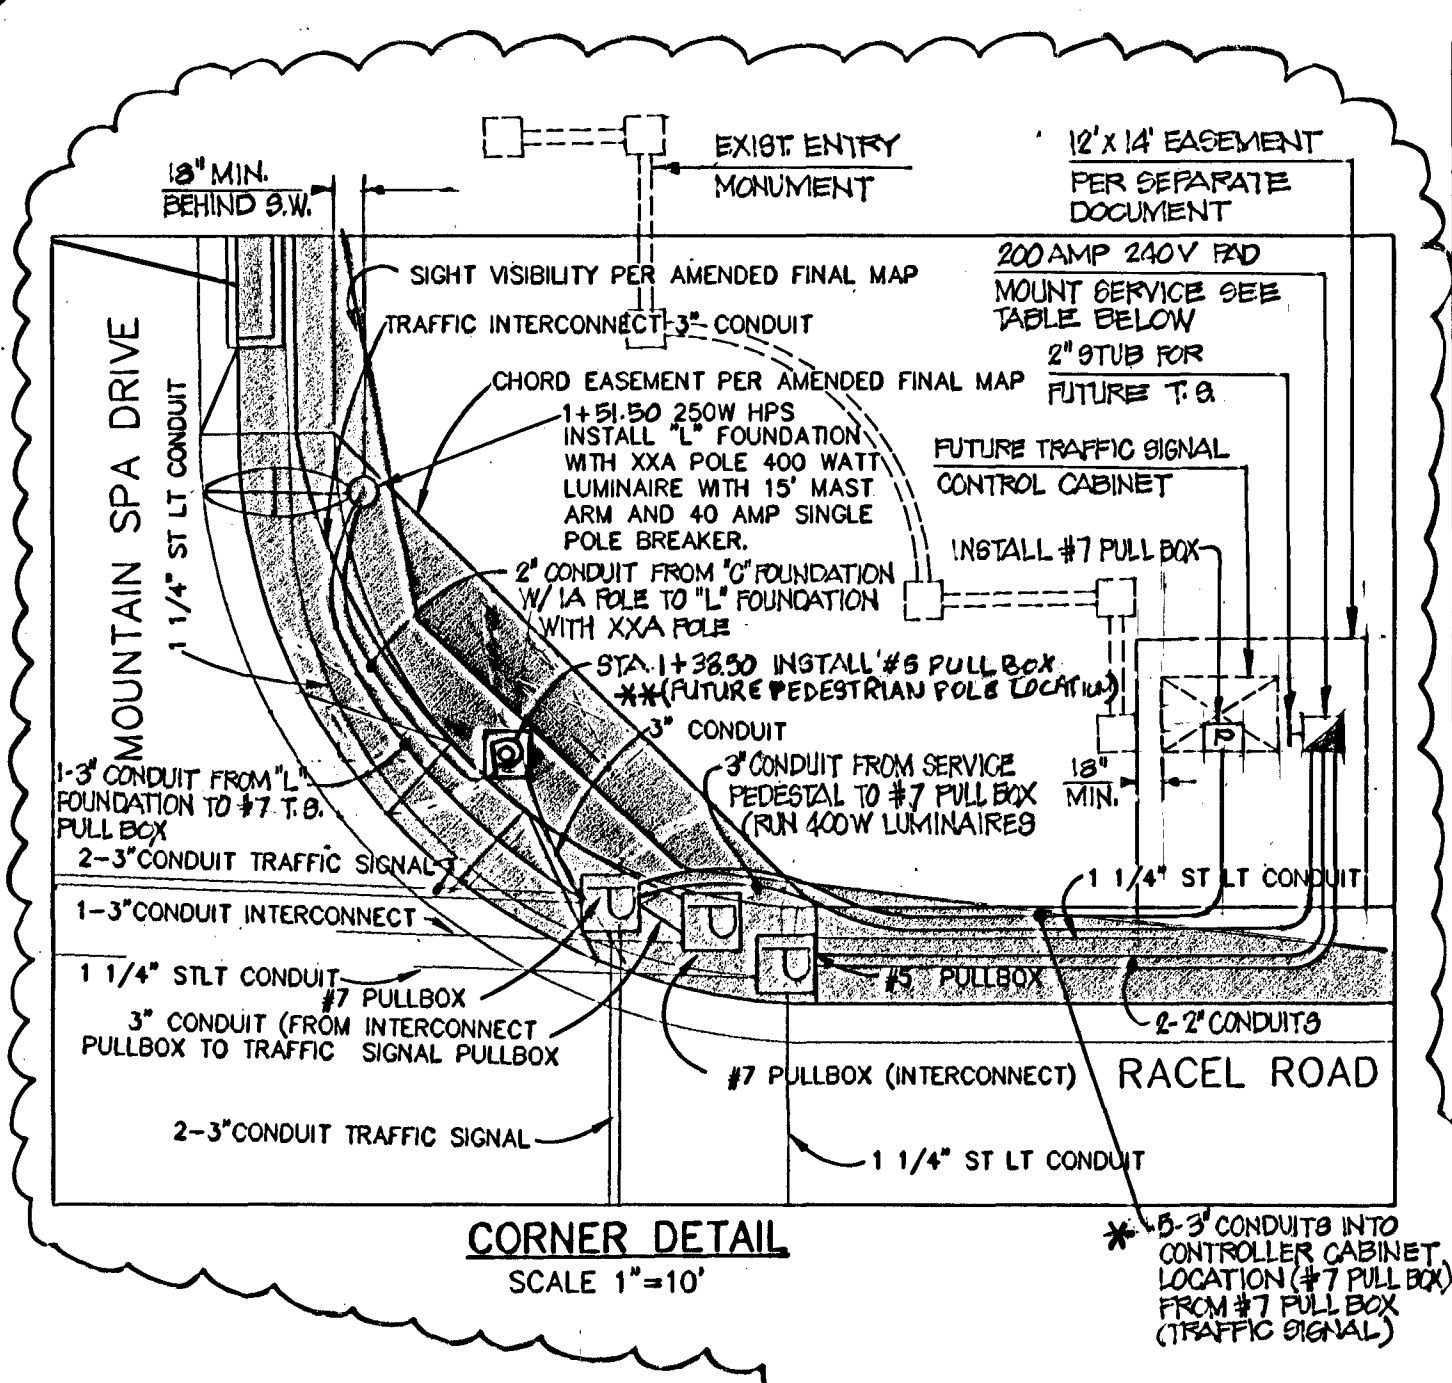 EXIST. ENTRY
MONUMENT
12' X 14' EASEMENT
PER SEPARATE
DOCUMENT
18" MIN.
BEHIND S.W.
200 AMP 240V PAD
MOUNT SERVICE SEE
TABLE BELOW
SIGHT VISIBILITY PER AMENDED FINAL MAP
TRAFFIC INTERCONNECT 3" CONDUIT
2" STUB FOR
FUTURE T.S.
CHORD EASEMENT PER AMENDED FINAL MAP
1+51.50 250W HPS
INSTALL "L" FOUNDATION
WITH XXA POLE 400 WATT
LUMINAIRE WITH 15' MAST
ARM AND 40 AMP SINGLE
POLE BREAKER.
FUTURE TRAFFIC SIGNAL
CONTROL CABINET
INSTALL #7 PULL BOX
MOUNTAIN SPA DRIVE
1 1/4" ST LT CONDUIT
2" CONDUIT FROM "C" FOUNDATION
W/ 1A POLE TO "L" FOUNDATION
WITH XXA POLE
STA. 1+38.50 INSTALL #5 PULL BOX
**(FUTURE PEDESTRIAN POLE LOCATION)
3" CONDUIT
P
3" CONDUIT FROM SERVICE
PEDESTAL TO #7 PULL BOX
(RUN 400W LUMINAIRES
18"
MIN.
1-3" CONDUIT FROM "L"
FOUNDATION TO #7 T.S.
PULL BOX
2-3" CONDUIT TRAFFIC SIGNAL
1 1/4" ST LT CONDUIT
1-3" CONDUIT INTERCONNECT
1 1/4" STLT CONDUIT
#5 PULLBOX
#7 PULLBOX
3" CONDUIT (FROM INTERCONNECT
PULLBOX TO TRAFFIC SIGNAL PULLBOX
2-2" CONDUITS
#7 PULLBOX (INTERCONNECT)
RACEL ROAD
2-3" CONDUIT TRAFFIC SIGNAL
1 1/4" ST LT CONDUIT
CORNER DETAIL
SCALE 1"=10'
* 5-3" CONDUITS INTO
CONTROLLER CABINET
LOCATION (#7 PULL BOX)
FROM #7 PULL BOX
(TRAFFIC SIGNAL)